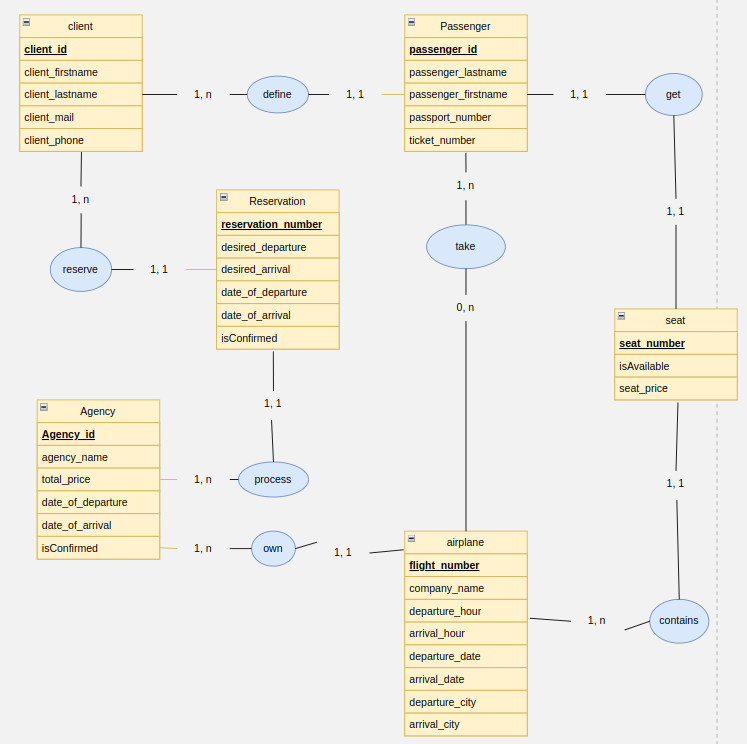 client
client_id
client_firstname
client_lastname
client_mail
client_phone
1, n
define
1, 1
Passenger
passenger_id
passenger_lastname
passenger_firstname
passport_number
ticket_number
1, 1
get
1, n
reserve
1, 1
Reservation
reservation_number
desired_departure
desired_arrival
date_of_departure
date_of_arrival
isConfirmed
1, n
take
0, n
1, 1
seat
seat_number
isAvailable
seat_price
1, 1
process
1, n
Agency
Agency_id
agency_name
total_price
date_of_departure
date_of_arrival
isConfirmed
1, n
own
1, 1
airplane
flight_number
company_name
departure_hour
arrival_hour
departure_date
arrival_date
departure_city
arrival_city
1, n
contains
1, 1